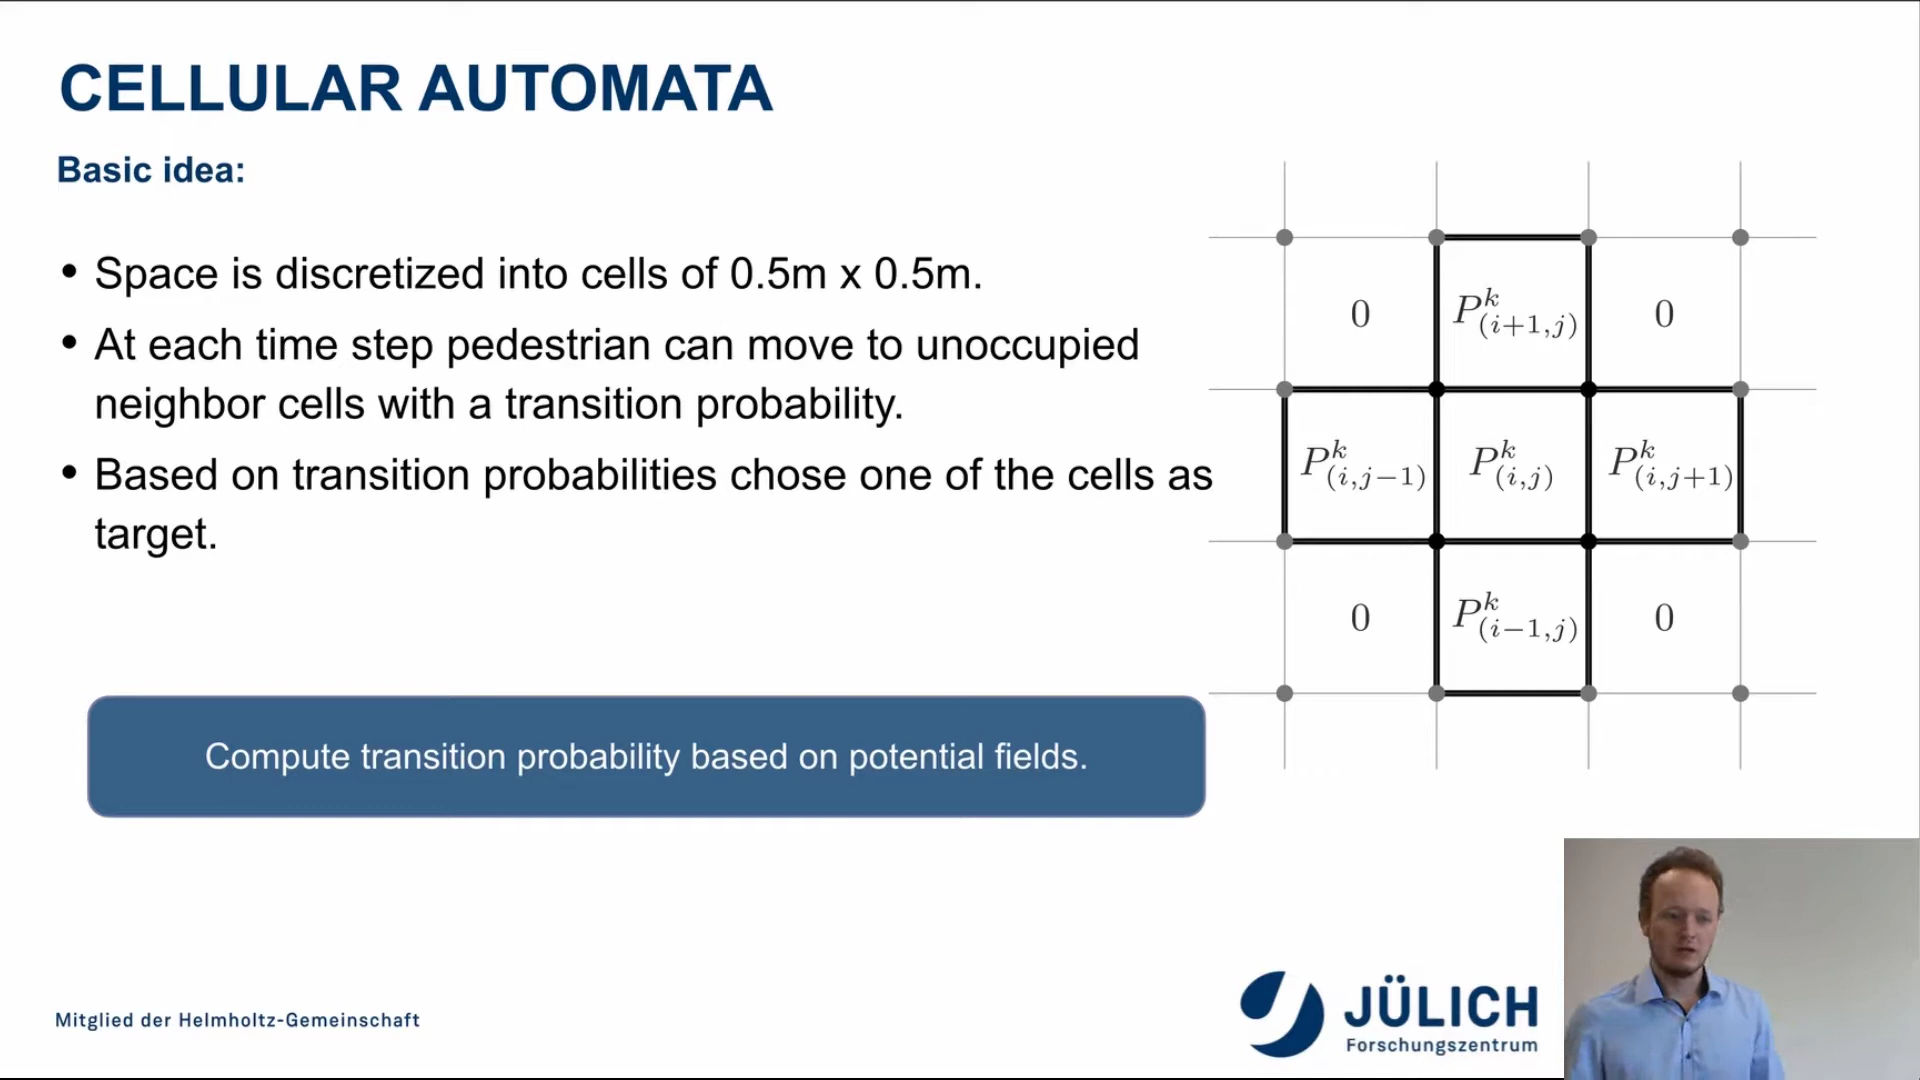 CELLULAR AUTOMATA
Basic idea:
• Space is discretized into cells of 0.5m x 0.5m.
• At each time step pedestrian can move to unoccupied
neighbor cells with a transition probability.
• Based on transition probabilities chose one of the cells as
target.
Compute transition probability based on potential fields.
0 P^k_{(i+1,j)} 0
P^k_{(i,j−1)} P^k_{(i,j)} P^k_{(i,j+1)}
0 P^k_{(i−1,j)} 0
Mitglied der Helmholtz-Gemeinschaft
JÜLICH
Forschungszentrum